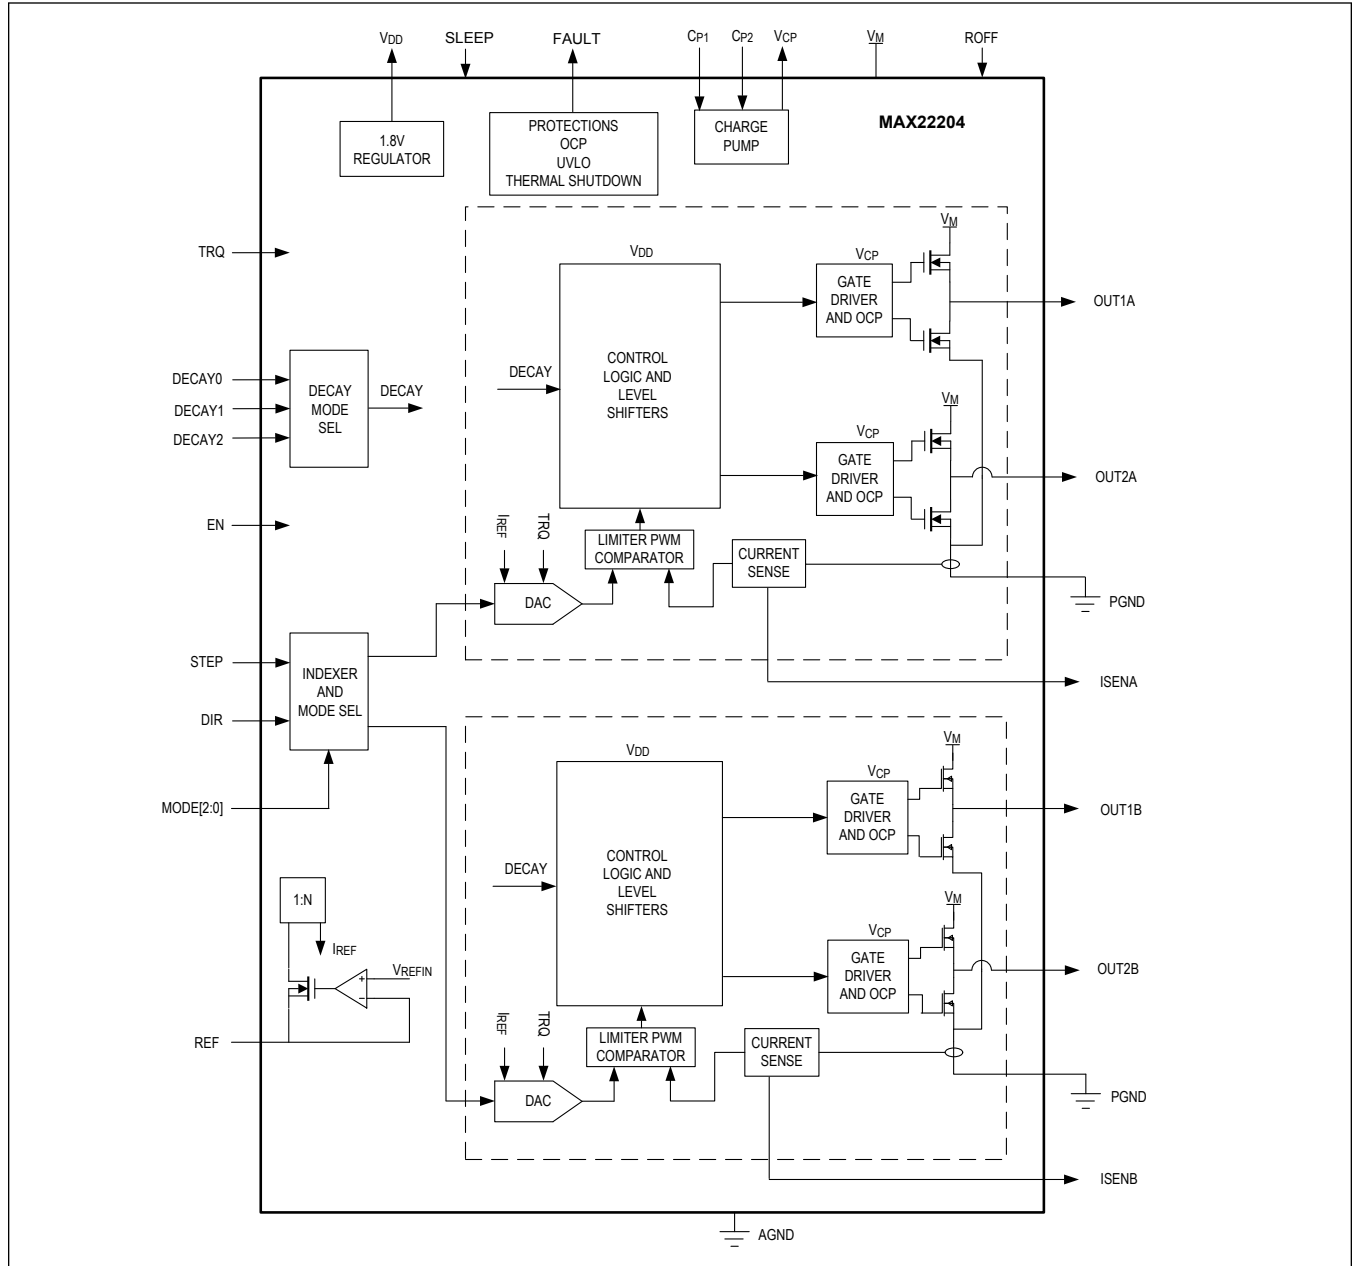 VDD
SLEEP
FAULT
CP1
CP2
VCP
VM
ROFF
MAX22204
1.8V
REGULATOR
PROTECTIONS
OCP
UVLO
THERMAL SHUTDOWN
CHARGE
PUMP
TRQ
DECAY0
DECAY1
DECAY2
DECAY
MODE
SEL
DECAY
EN
STEP
DIR
MODE[2:0]
INDEXER
AND
MODE SEL
1:N
IREF
VREFIN
+
−
REF
VDD
DECAY
CONTROL
LOGIC AND
LEVEL
SHIFTERS
VCP
GATE
DRIVER
AND OCP
VM
OUT1A
VCP
GATE
DRIVER
AND OCP
VM
OUT2A
IREF
TRQ
DAC
LIMITER PWM
COMPARATOR
CURRENT
SENSE
PGND
ISENA
VDD
DECAY
CONTROL
LOGIC AND
LEVEL
SHIFTERS
VCP
GATE
DRIVER
AND OCP
VM
OUT1B
VCP
GATE
DRIVER
AND OCP
VM
OUT2B
IREF
TRQ
DAC
LIMITER PWM
COMPARATOR
CURRENT
SENSE
PGND
ISENB
AGND